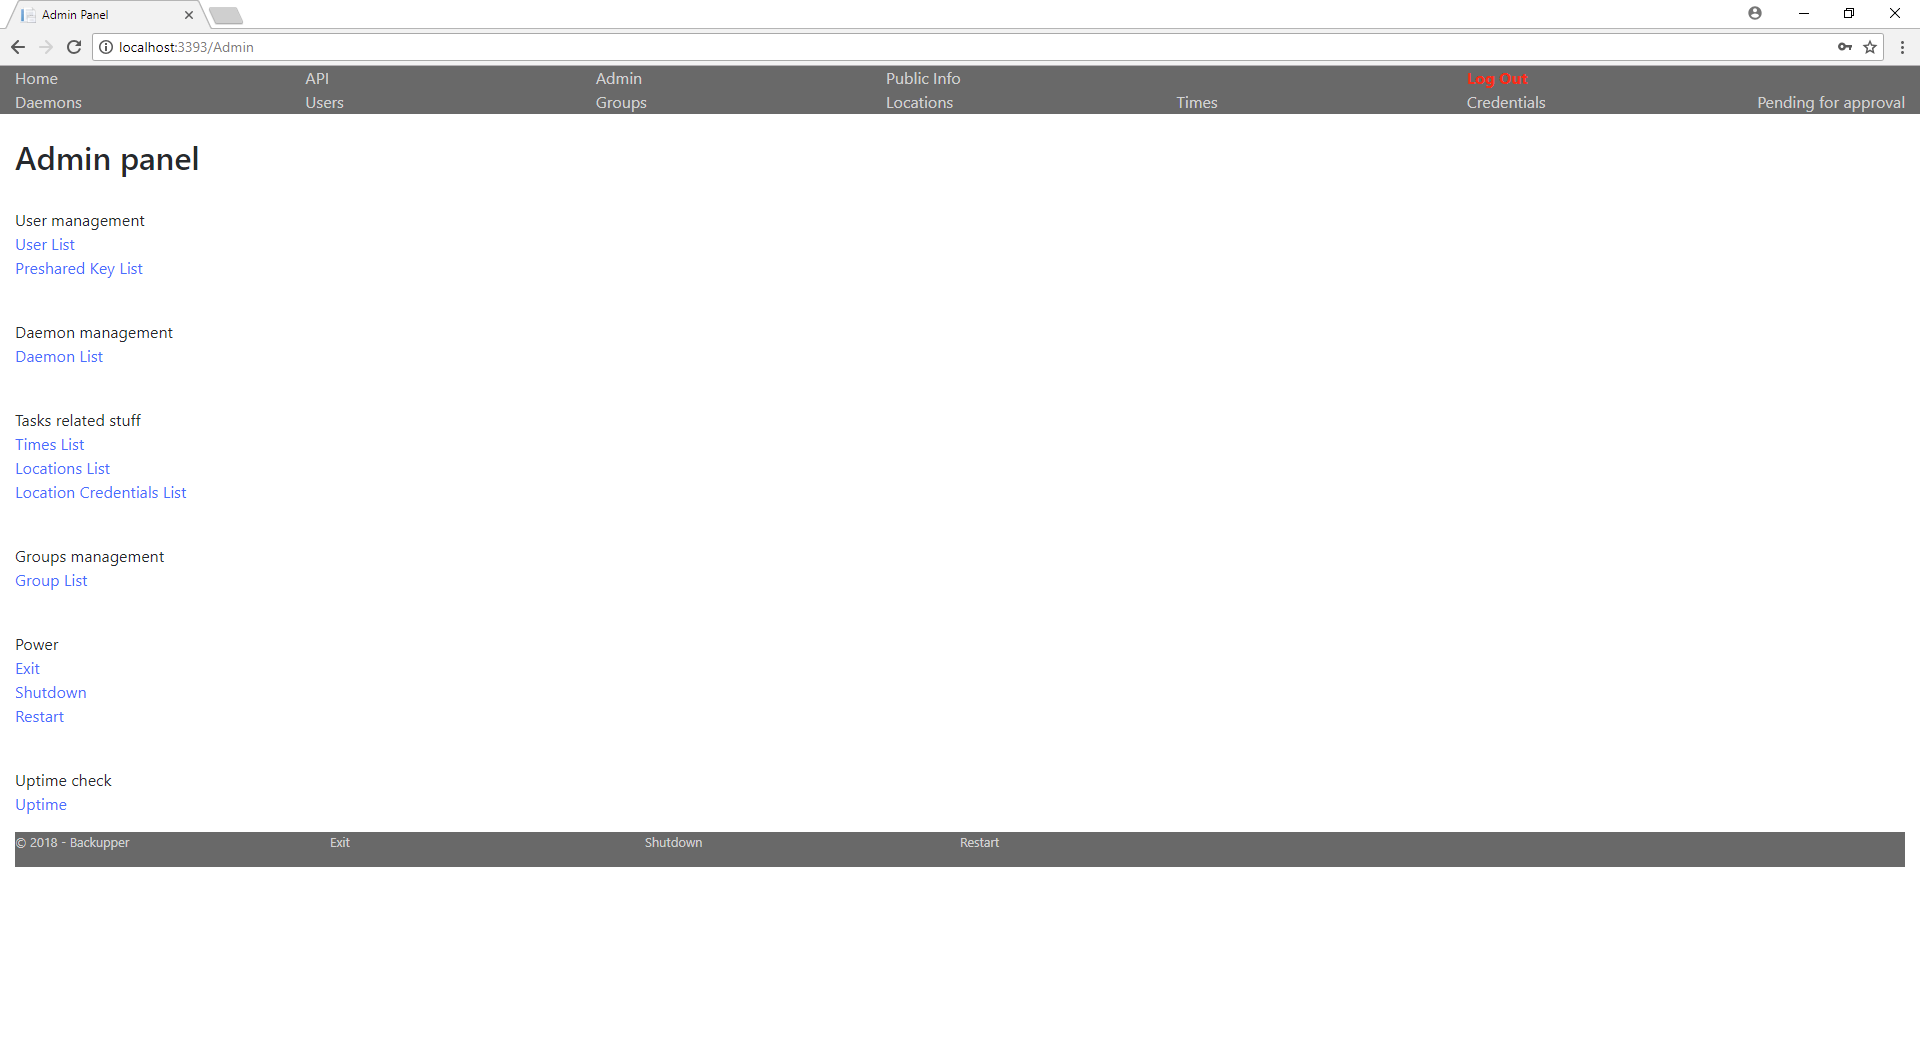 Admin Panel
localhost:3393/Admin
Home API Admin Public Info Log Out
Daemons Users Groups Locations Times Credentials Pending for approval
Admin panel
User management
User List
Preshared Key List
Daemon management
Daemon List
Tasks related stuff
Times List
Locations List
Location Credentials List
Groups management
Group List
Power
Exit
Shutdown
Restart
Uptime check
Uptime
© 2018 - Backupper Exit Shutdown Restart